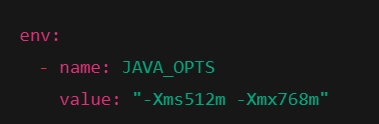 env:
  - name: JAVA_OPTS
    value: "-Xms512m -Xmx768m"